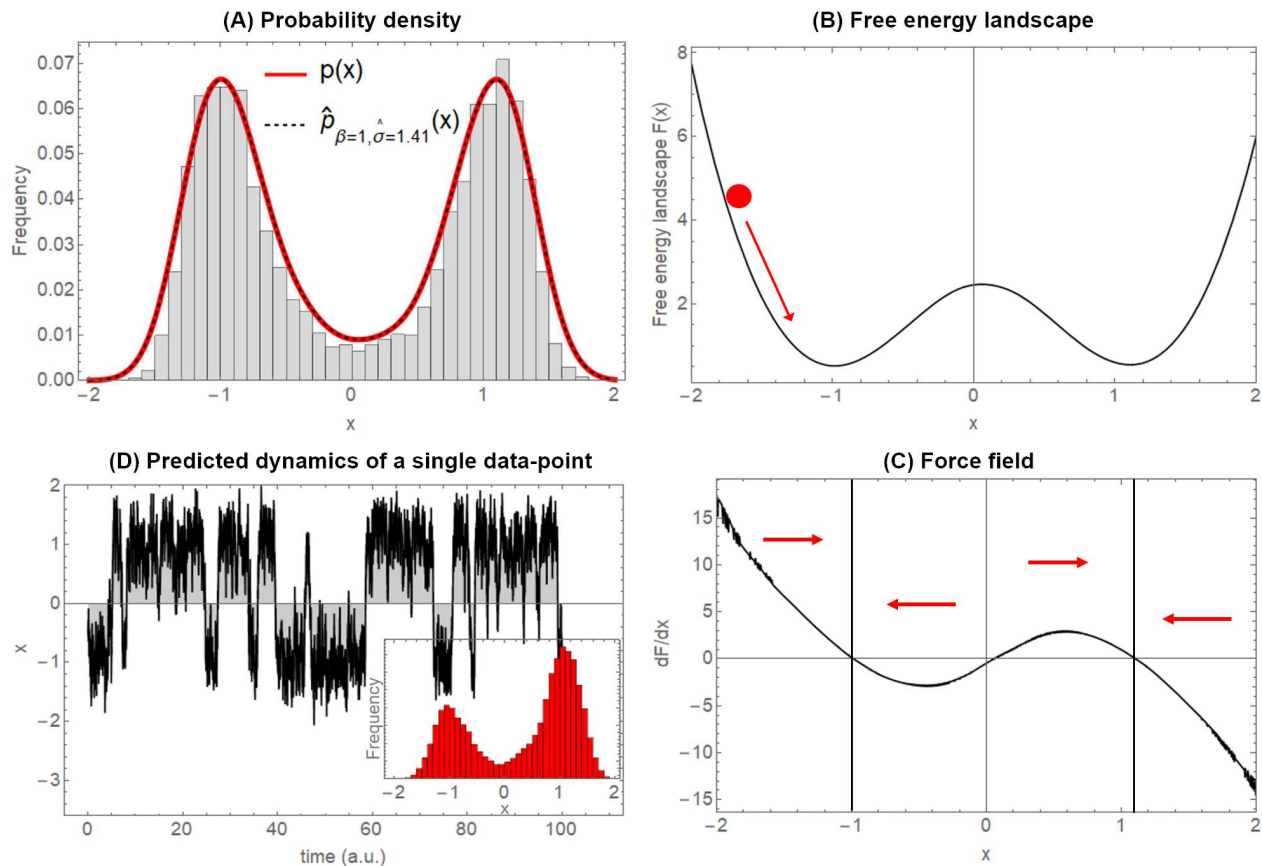 (A) Probability density
0.07
0.06
0.05
0.04
0.03
0.02
0.01
0.00
Frequency
p(x)
p̂β=1,σ̂=1.41(x)
−2 −1 0 1 2
x
(B) Free energy landscape
8
6
4
2
Free energy landscape F(x)
−2 −1 0 1 2
x
(D) Predicted dynamics of a single data-point
2
1
0
−1
−2
−3
x
0 20 40 60 80 100
time (a.u.)
Frequency
−2 −1 0 1 2
x
(C) Force field
15
10
5
0
−5
−10
−15
dF/dx
−2 −1 0 1 2
x